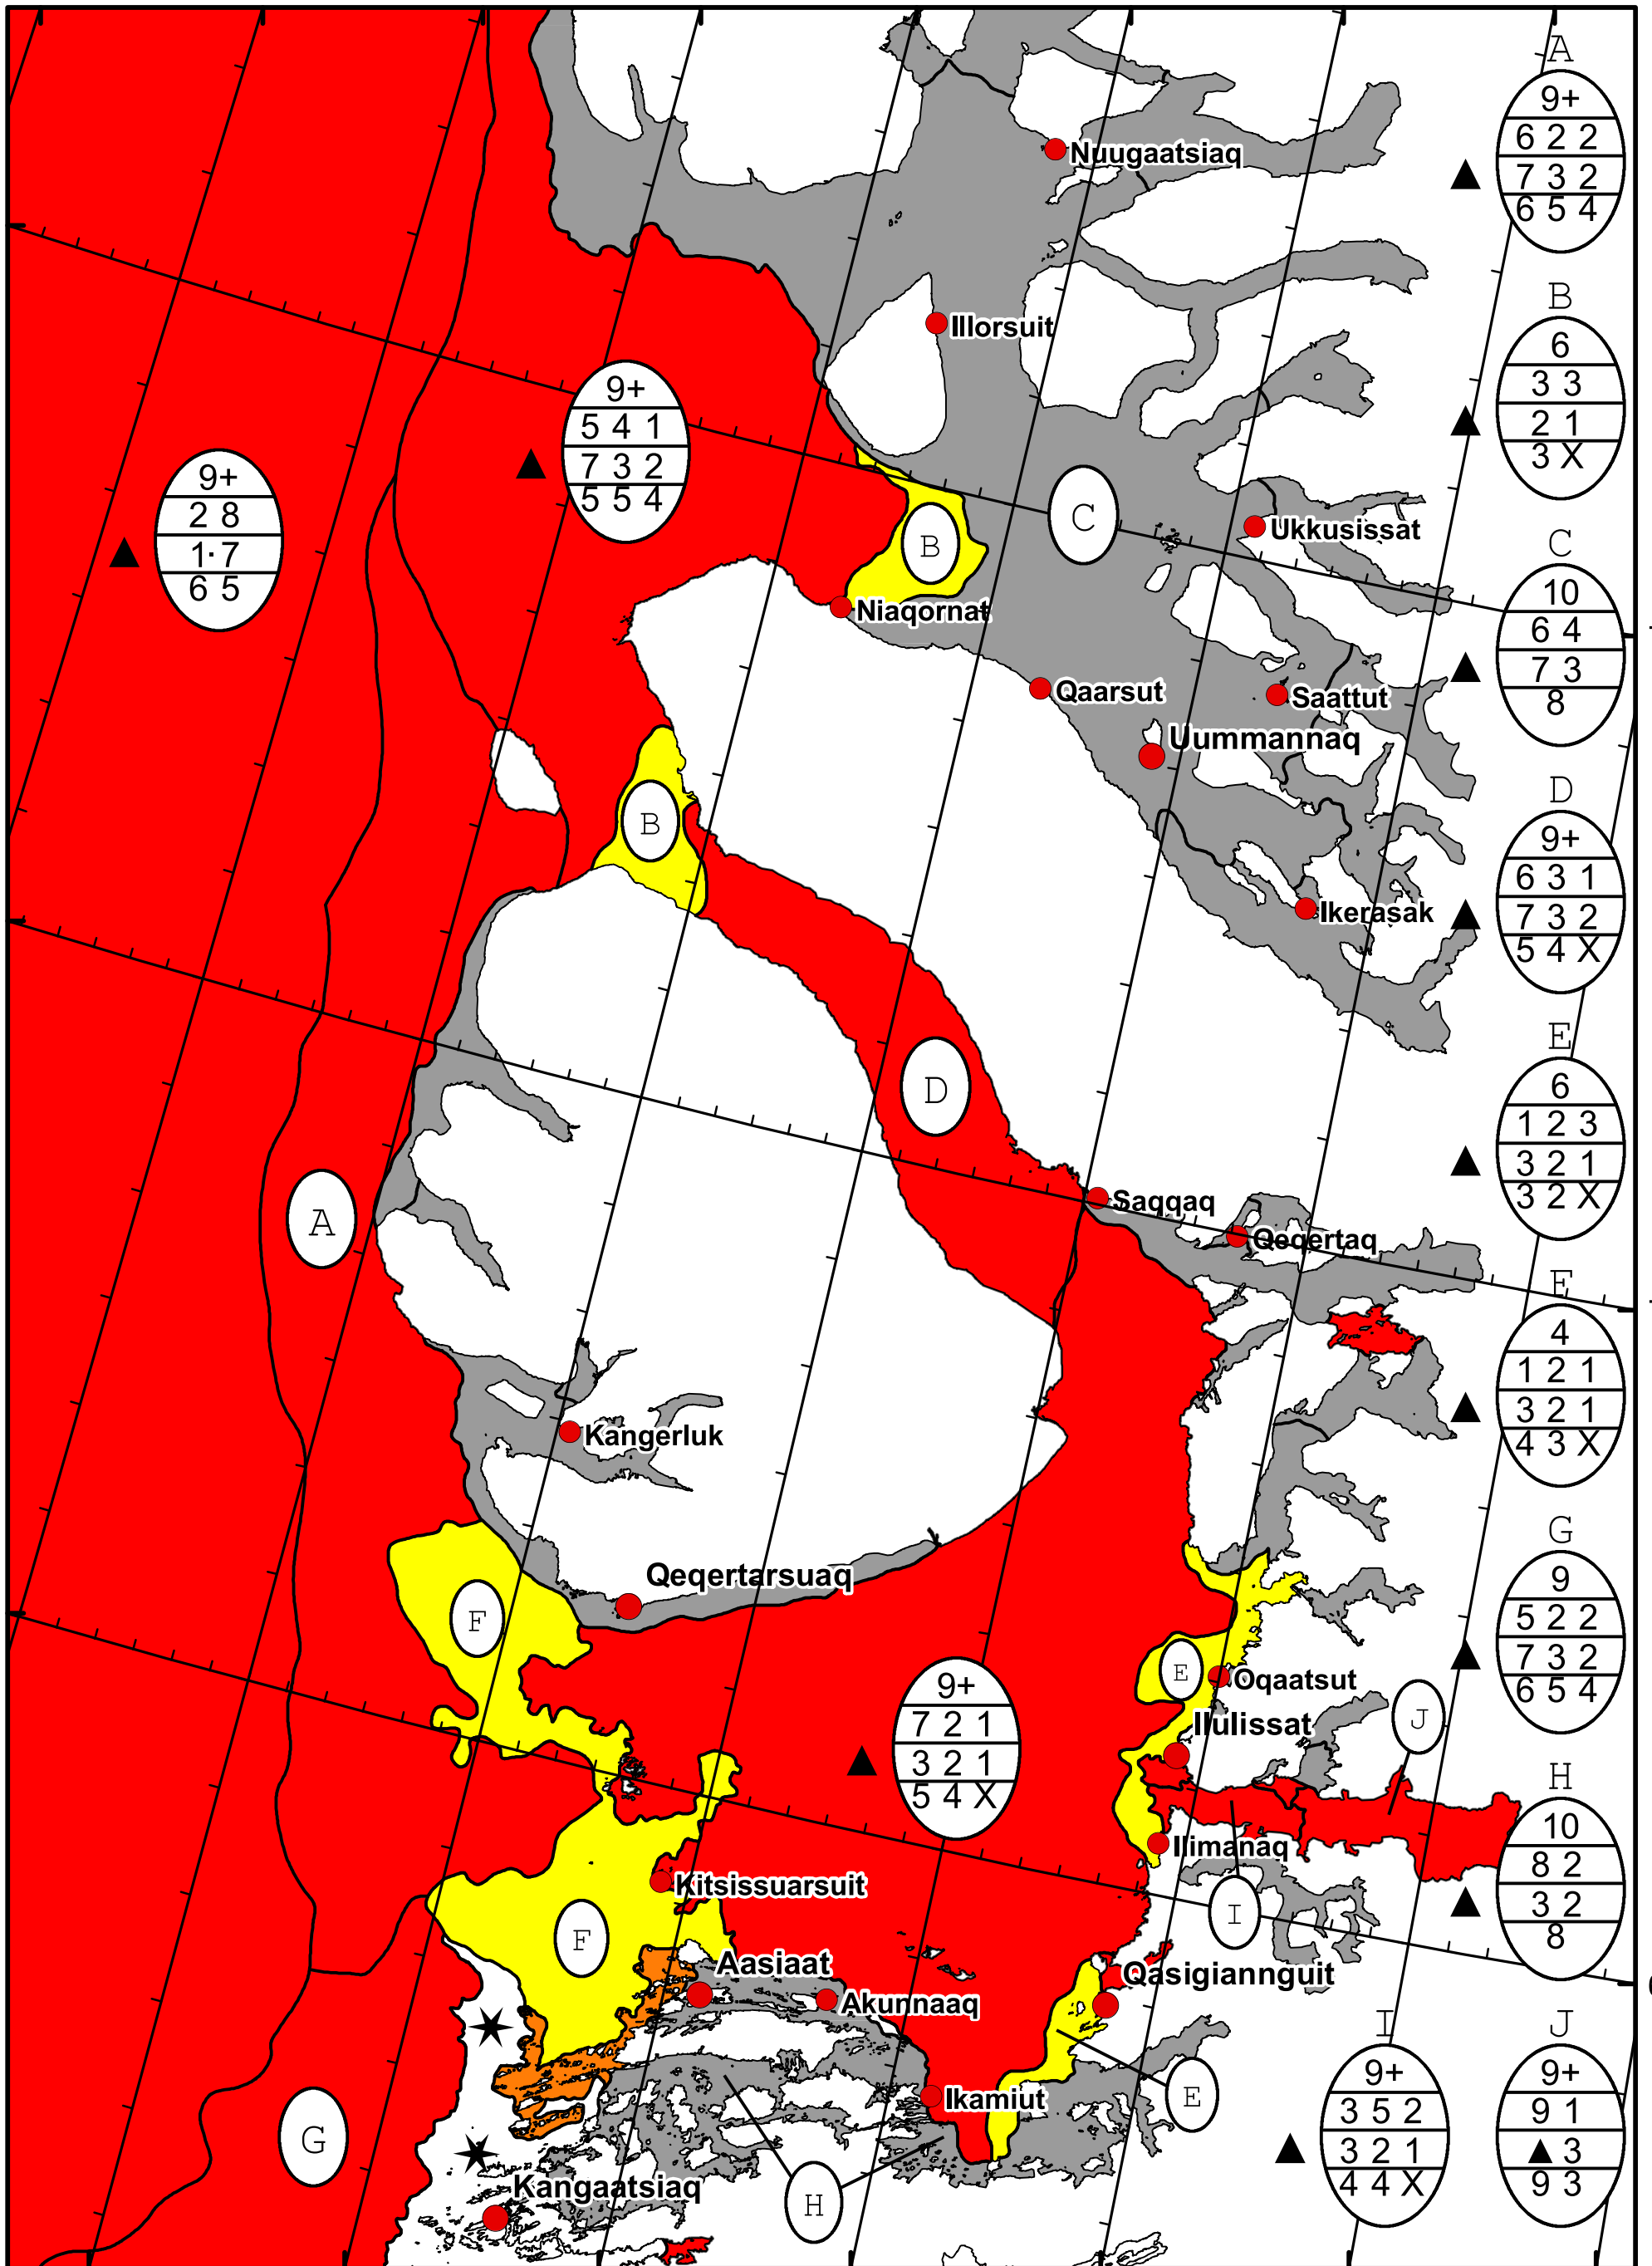 A
9+
6 2 2
7 3 2
6 5 4
Nuugaatsiaq
B
6
3 3
2 1
3 X
Illorsuit
9+
5 4 1
7 3 2
5 5 4
9+
2 8
1· 7
6 5
C
B
Ukkusissat
C
10
6 4
7 3
8
Niaqornat
Qaarsut
Saattut
Uummannaq
D
9+
6 3 1
7 3 2
5 4 X
B
Ikerasak
E
6
1 2 3
3 2 1
3 2 X
D
A
Saqqaq
Qeqertaq
F
4
1 2 1
3 2 1
4 3 X
Kangerluk
G
9
5 2 2
7 3 2
6 5 4
Qeqertarsuaq
F
E
Oqaatsut
9+
7 2 1
3 2 1
5 4 X
Ilulissat
J
H
10
8 2
3 2
8
Ilimanaq
Kitsissuarsuit
I
F
Aasiaat
Qasigiannguit
Akunnaaq
I
9+
3 5 2
3 2 1
4 4 X
J
9+
9 1
▲ 3
9 3
E
Ikamiut
G
Kangaatsiaq
H